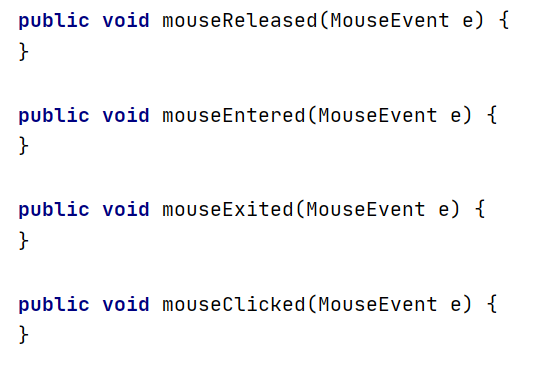 public void mouseReleased(MouseEvent e) {
}
public void mouseEntered(MouseEvent e) {
}
public void mouseExited(MouseEvent e) {
}
public void mouseClicked(MouseEvent e) {
}